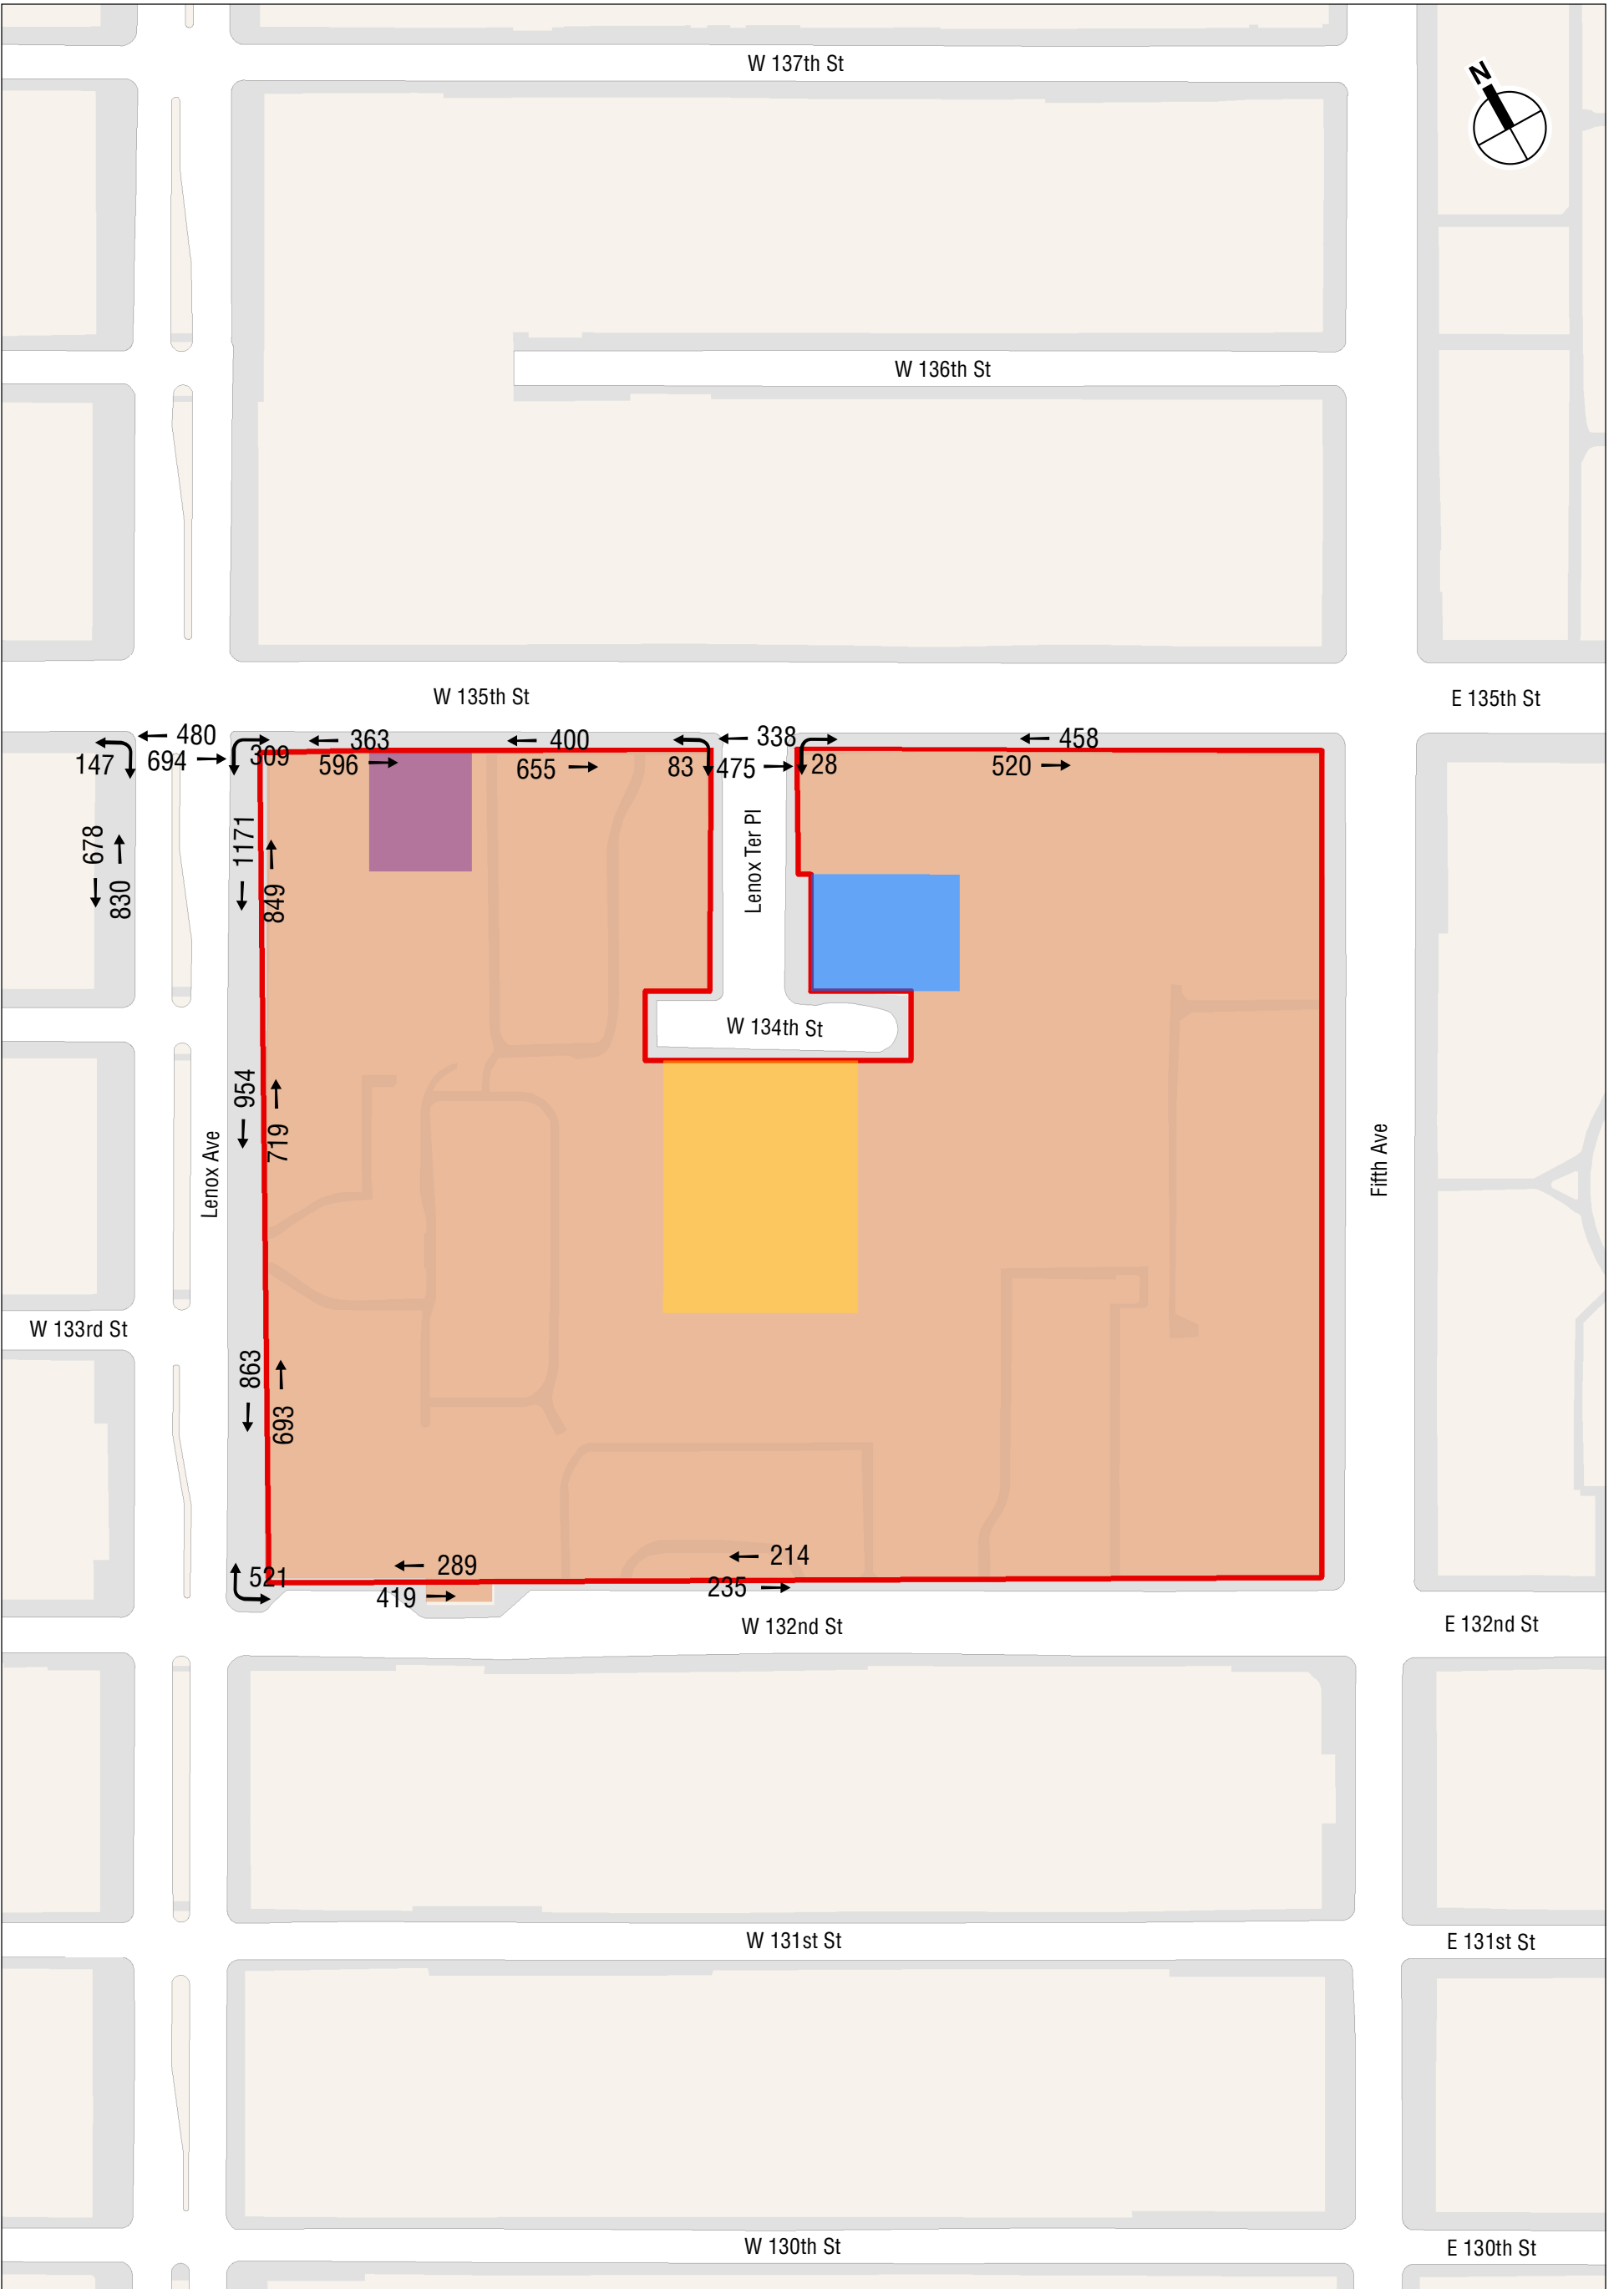 W 137th St
N
W 136th St
W 135th St
E 135th St
480
147
694
309
363
596
400
655
83
338
475
28
458
520
678
830
1171
849
Lenox Ter Pl
W 134th St
954
719
Lenox Ave
Fifth Ave
W 133rd St
863
693
521
289
419
214
235
W 132nd St
E 132nd St
W 131st St
E 131st St
W 130th St
E 130th St